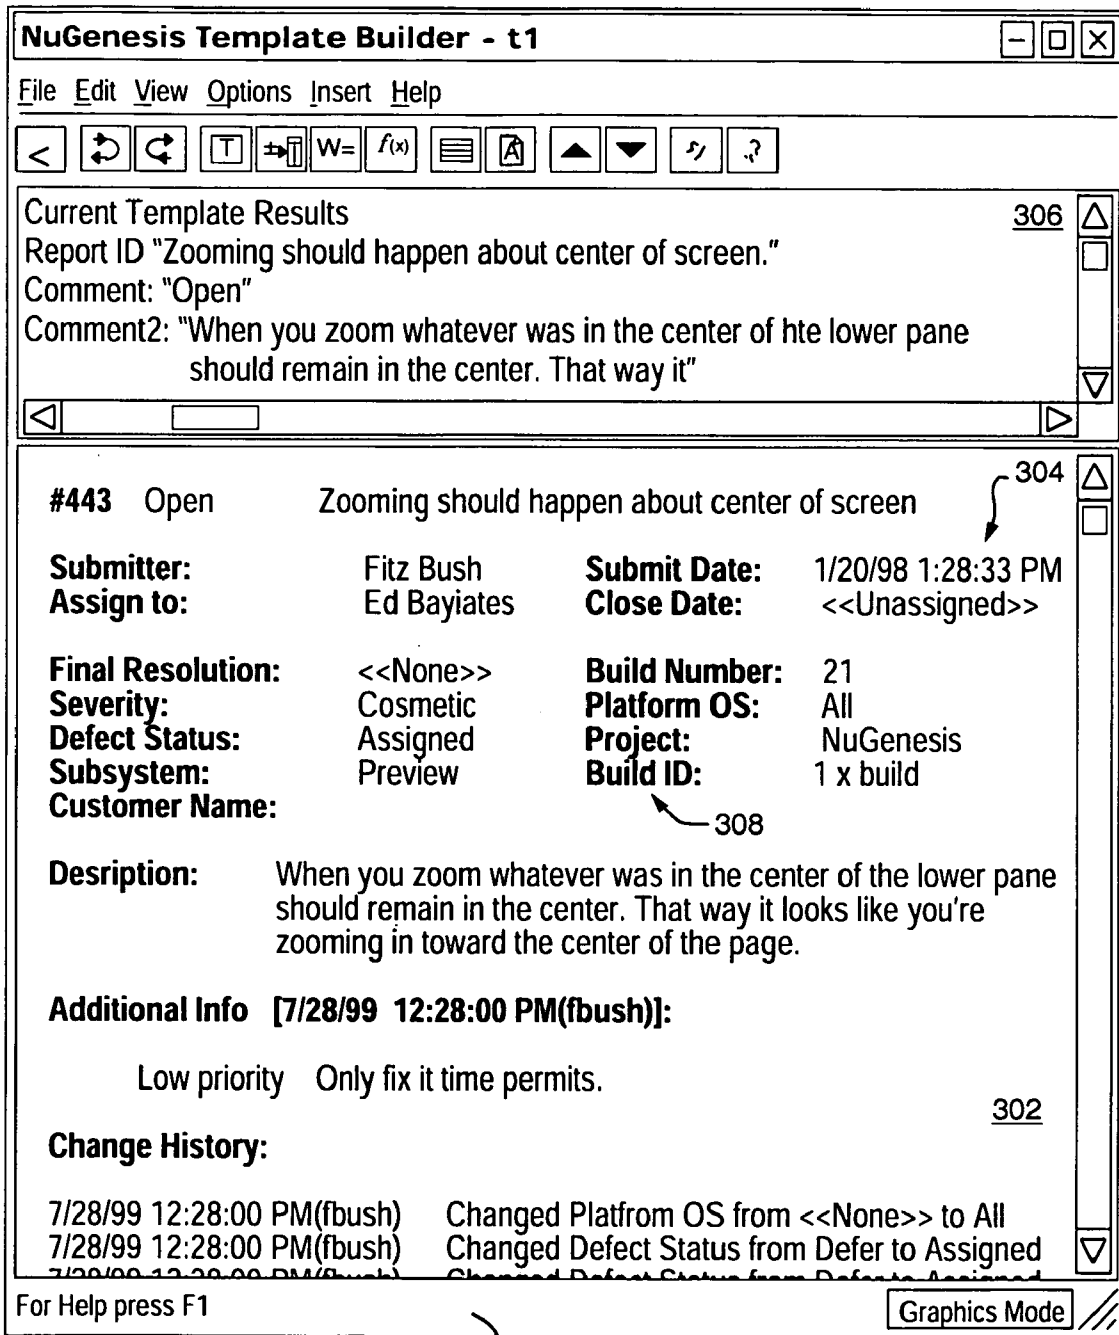 NuGenesis Template Builder - t1
File Edit View Options Insert Help
< T W= f(x) A ?
Current Template Results 306
Report ID "Zooming should happen about center of screen."
Comment: "Open"
Comment2: "When you zoom whatever was in the center of hte lower pane
should remain in the center. That way it"
304
#443 Open Zooming should happen about center of screen
Submitter: Fitz Bush Submit Date: 1/20/98 1:28:33 PM
Assign to: Ed Bayiates Close Date: <<Unassigned>>
Final Resolution: <<None>> Build Number: 21
Severity: Cosmetic Platform OS: All
Defect Status: Assigned Project: NuGenesis
Subsystem: Preview Build ID: 1 x build
Customer Name:
308
Desription: When you zoom whatever was in the center of the lower pane
should remain in the center. That way it looks like you're
zooming in toward the center of the page.
Additional Info [7/28/99 12:28:00 PM(fbush)]:
Low priority Only fix it time permits.
302
Change History:
7/28/99 12:28:00 PM(fbush) Changed Platfrom OS from <<None>> to All
7/28/99 12:28:00 PM(fbush) Changed Defect Status from Defer to Assigned
For Help press F1 Graphics Mode